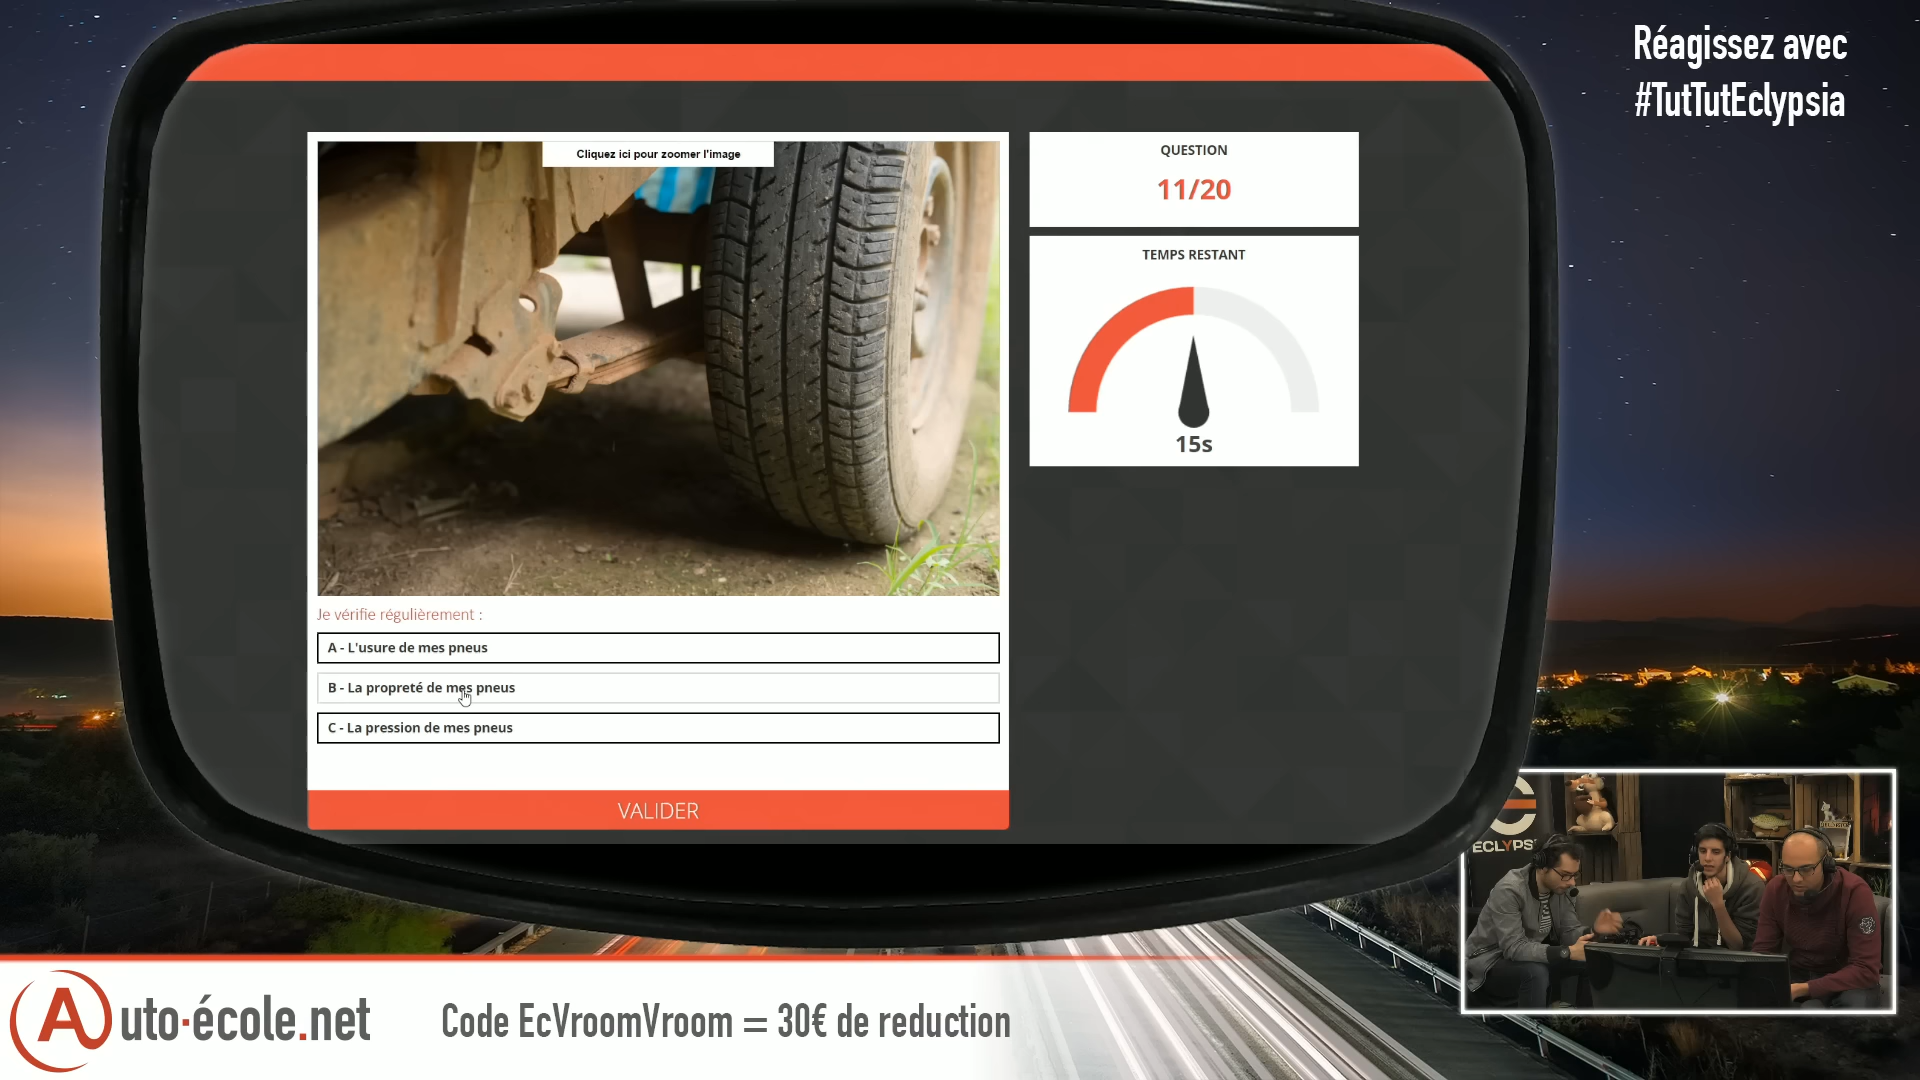 Réagissez avec
#TutTutEclypsia
Cliquez ici pour zoomer l'image
QUESTION
11/20
TEMPS RESTANT
15s
Je vérifie régulièrement :
A - L'usure de mes pneus
B - La propreté de mes pneus
C - La pression de mes pneus
VALIDER
ECLYPS
Auto·école.net
Code EcVroomVroom = 30€ de reduction